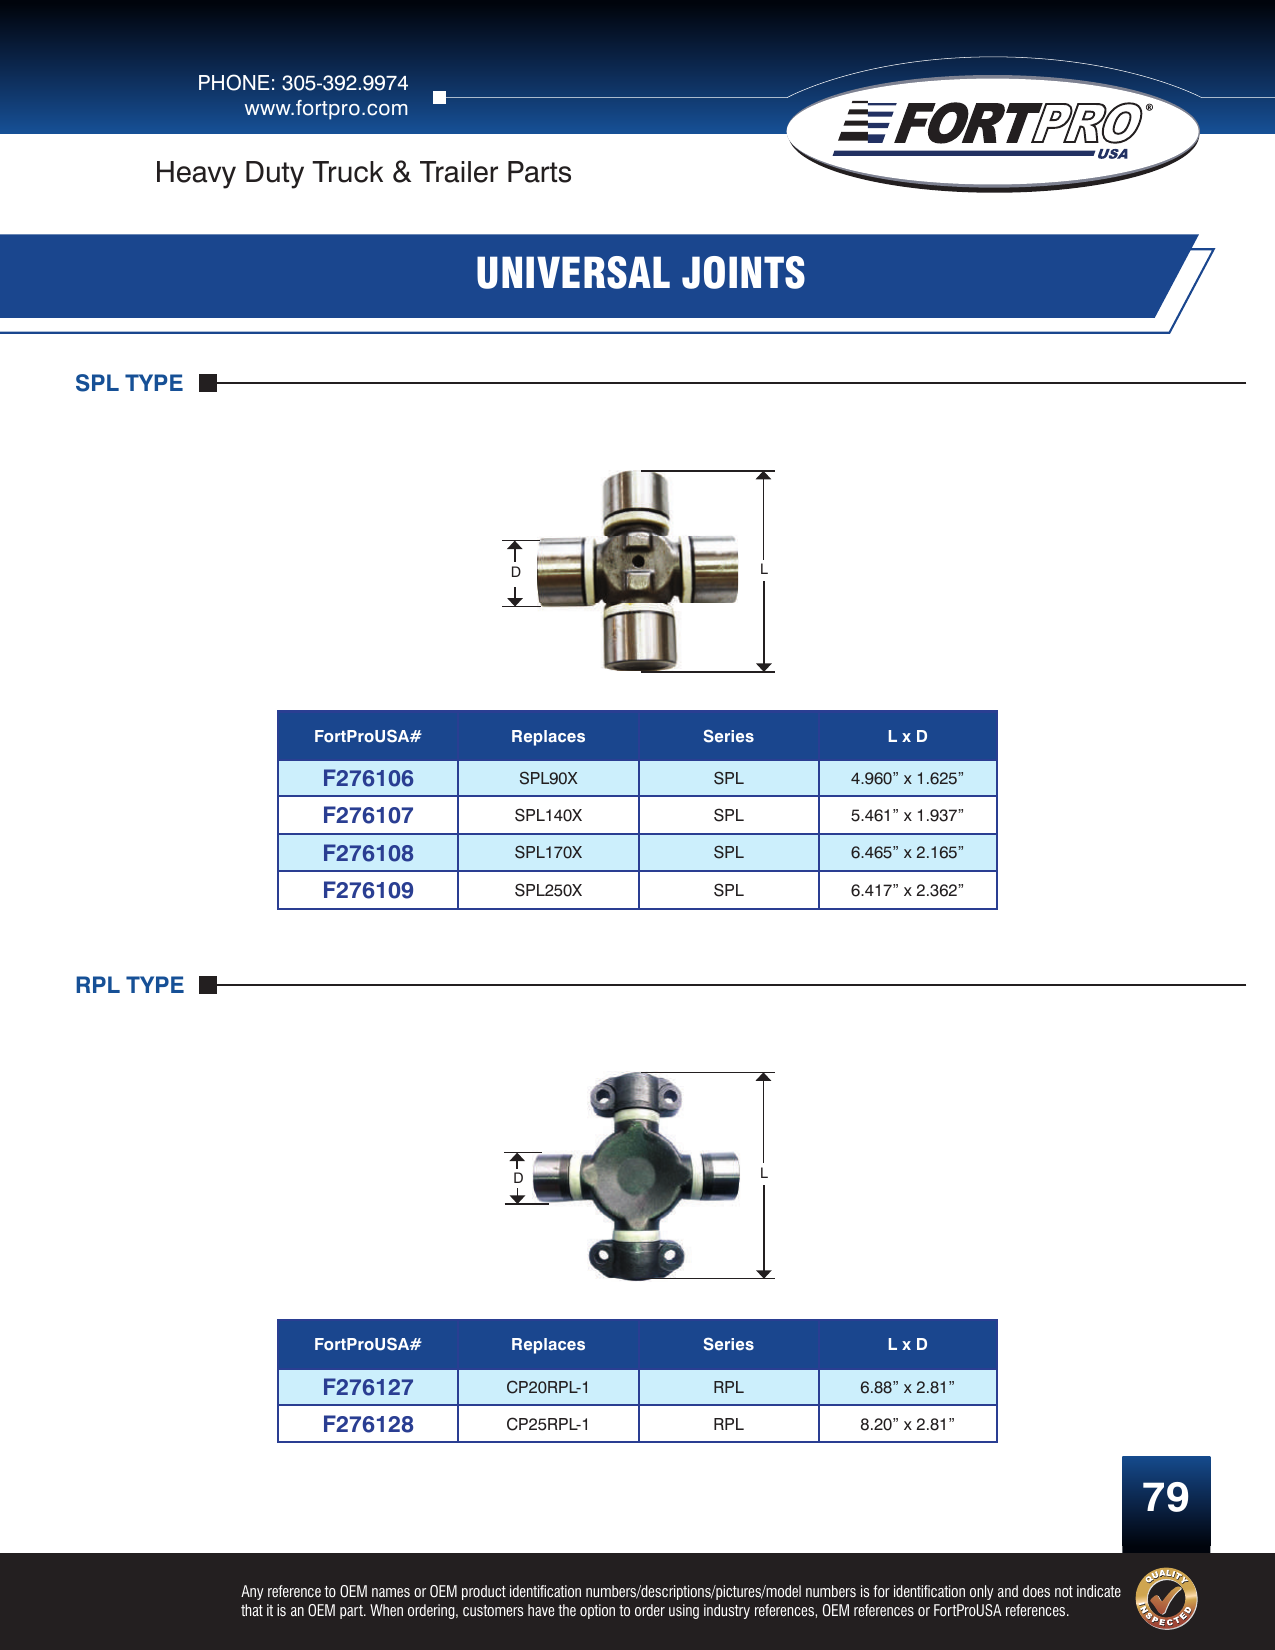 PHONE: 305-392.9974
www.fortpro.com
FORTPRO®
USA
Heavy Duty Truck & Trailer Parts
UNIVERSAL JOINTS
SPL TYPE
D
L
FortProUSA# Replaces Series L x D
F276106 SPL90X SPL 4.960” x 1.625”
F276107 SPL140X SPL 5.461” x 1.937”
F276108 SPL170X SPL 6.465” x 2.165”
F276109 SPL250X SPL 6.417” x 2.362”
RPL TYPE
D
L
FortProUSA# Replaces Series L x D
F276127 CP20RPL-1 RPL 6.88” x 2.81”
F276128 CP25RPL-1 RPL 8.20” x 2.81”
79
Any reference to OEM names or OEM product identification numbers/descriptions/pictures/model numbers is for identification only and does not indicate
that it is an OEM part. When ordering, customers have the option to order using industry references, OEM references or FortProUSA references.
QUALITY
INSPECTED